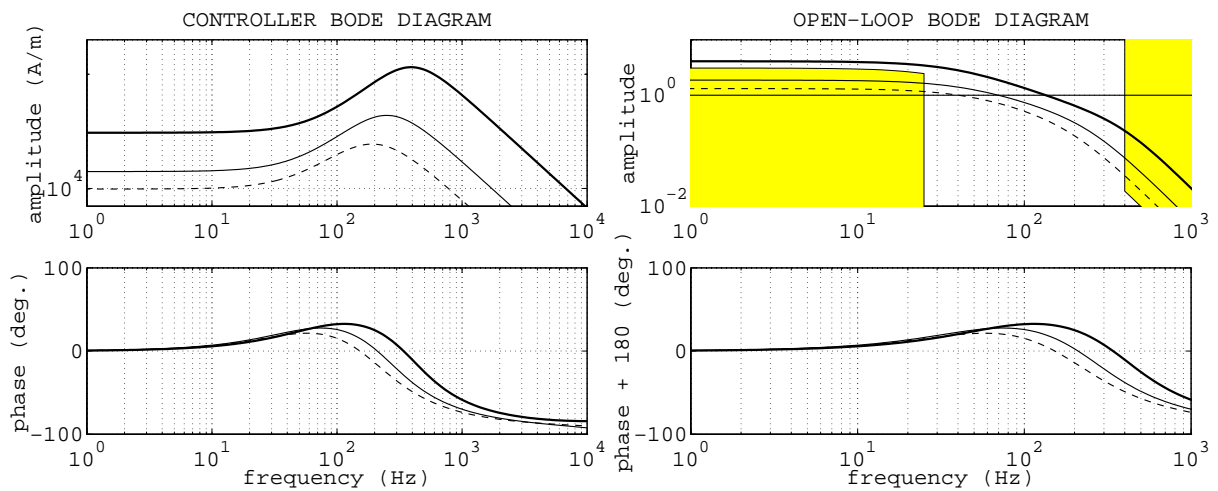 CONTROLLER BODE DIAGRAM
amplitude (A/m)
10^4
10^0 10^1 10^2 10^3 10^4
phase (deg.)
100
0
−100
10^0 10^1 10^2 10^3 10^4
frequency (Hz)
OPEN−LOOP BODE DIAGRAM
amplitude
10^0
10^−2
10^0 10^1 10^2 10^3
phase + 180 (deg.)
100
0
−100
10^0 10^1 10^2 10^3
frequency (Hz)